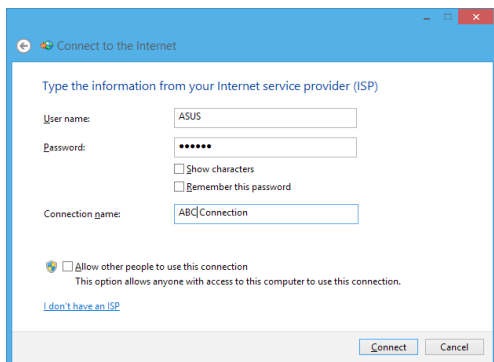 Connect to the Internet
Type the information from your Internet service provider (ISP)
User name: ASUS
Password: ••••••
Show characters
Remember this password
Connection name: ABC Connection
Allow other people to use this connection
This option allows anyone with access to this computer to use this connection.
I don't have an ISP
Connect Cancel